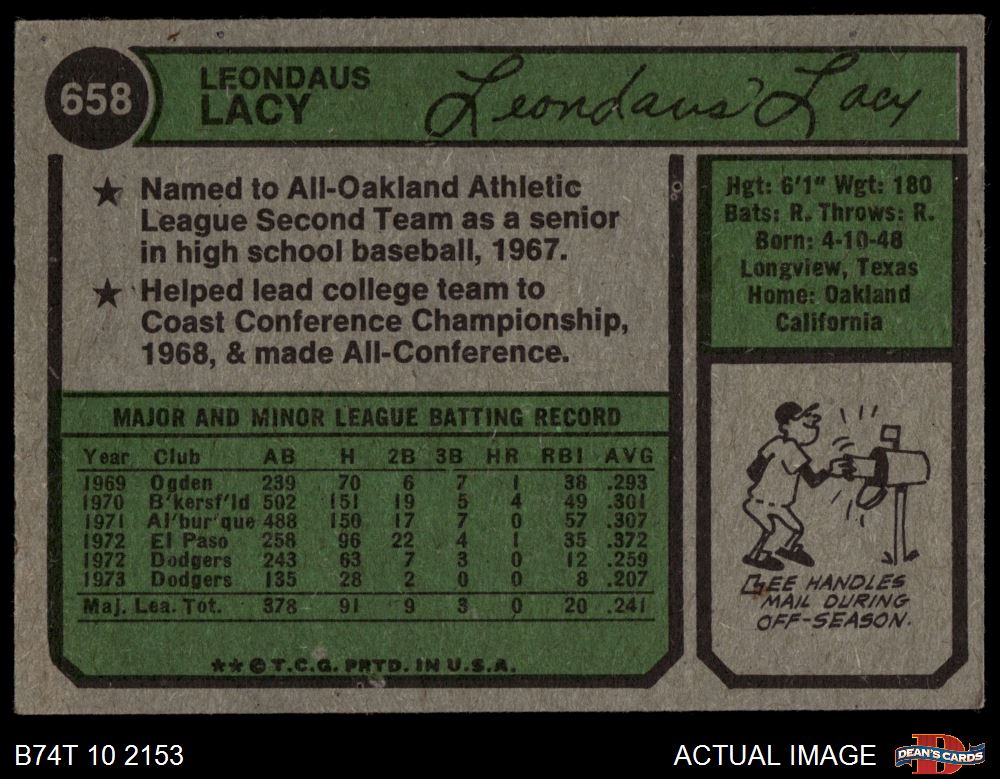 658
LEONDAUS
LACY
Leondaus Lacy
★ Named to All-Oakland Athletic
League Second Team as a senior
in high school baseball, 1967.
★ Helped lead college team to
Coast Conference Championship,
1968, & made All-Conference.
Hgt: 6'1" Wgt: 180
Bats: R. Throws: R.
Born: 4-10-48
Longview, Texas
Home: Oakland
California
MAJOR AND MINOR LEAGUE BATTING RECORD
Year Club AB H 2B 3B HR RBI AVG
1969 Ogden 239 70 6 7 1 38 .293
1970 B'kersf'ld 502 151 19 5 4 49 .301
1971 Al'bur'que 488 150 17 7 0 57 .307
1972 El Paso 258 96 22 4 1 35 .372
1972 Dodgers 243 63 7 3 0 12 .259
1973 Dodgers 135 28 2 0 0 8 .207
Maj. Lea. Tot. 378 91 9 3 0 20 .241
★★©T.C.G. PRTD. IN U.S.A.
LEE HANDLES
MAIL DURING
OFF-SEASON.
B74T 10 2153
ACTUAL IMAGE
DEAN'S CARDS